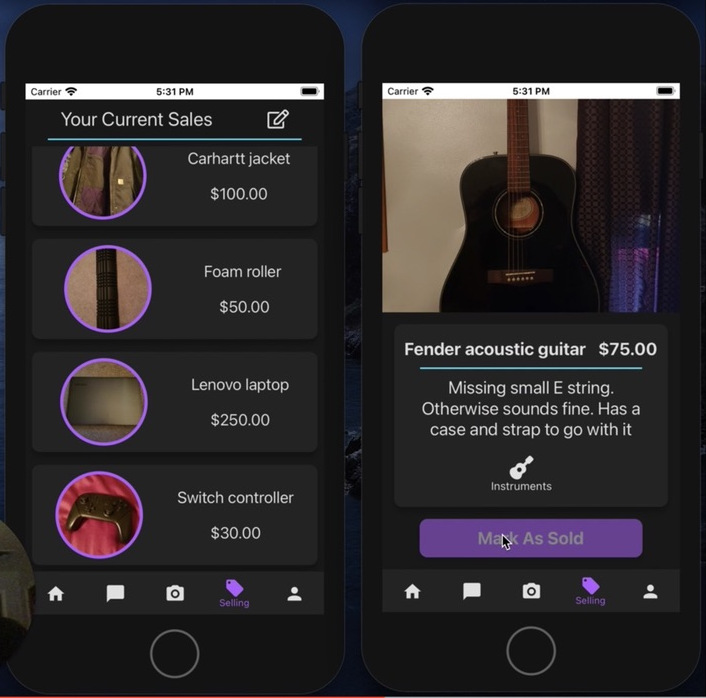 Carrier 5:31 PM
Your Current Sales
Carhartt jacket
$100.00
Foam roller
$50.00
Lenovo laptop
$250.00
Switch controller
$30.00
Selling
Carrier 5:31 PM
Fender acoustic guitar $75.00
Missing small E string.
Otherwise sounds fine. Has a
case and strap to go with it
Instruments
Mark As Sold
Selling